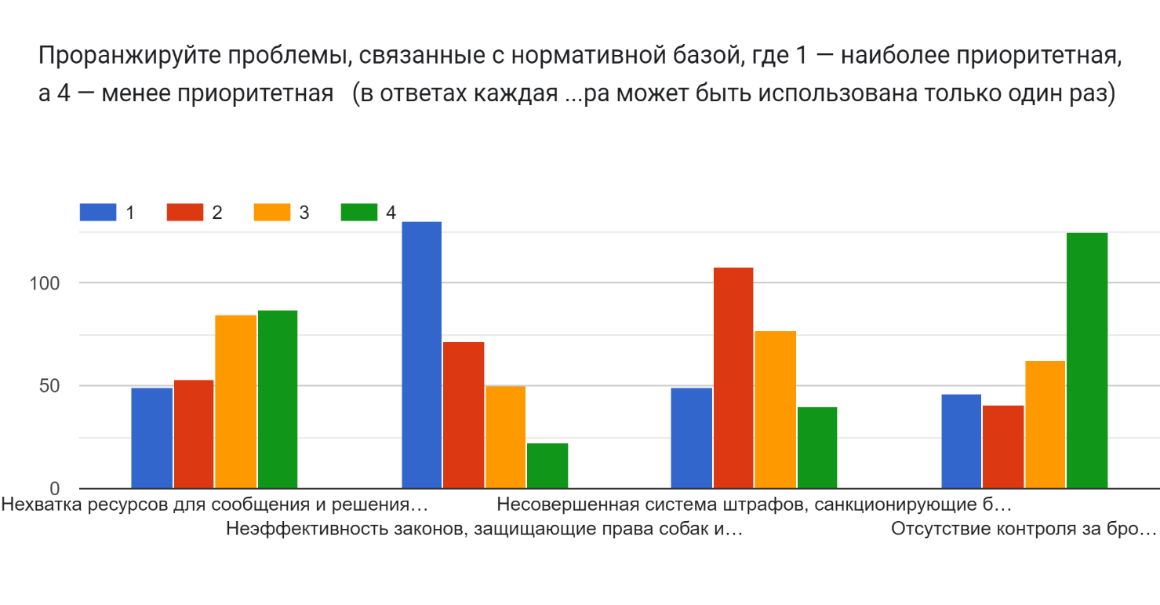 Проранжируйте проблемы, связанные с нормативной базой, где 1 — наиболее приоритетная,
а 4 — менее приоритетная (в ответах каждая ...ра может быть использована только один раз)
1 2 3 4
100
50
0
Нехватка ресурсов для сообщения и решения…
Неэффективность законов, защищающие права собак и…
Несовершенная система штрафов, санкционирующие б…
Отсутствие контроля за бро…